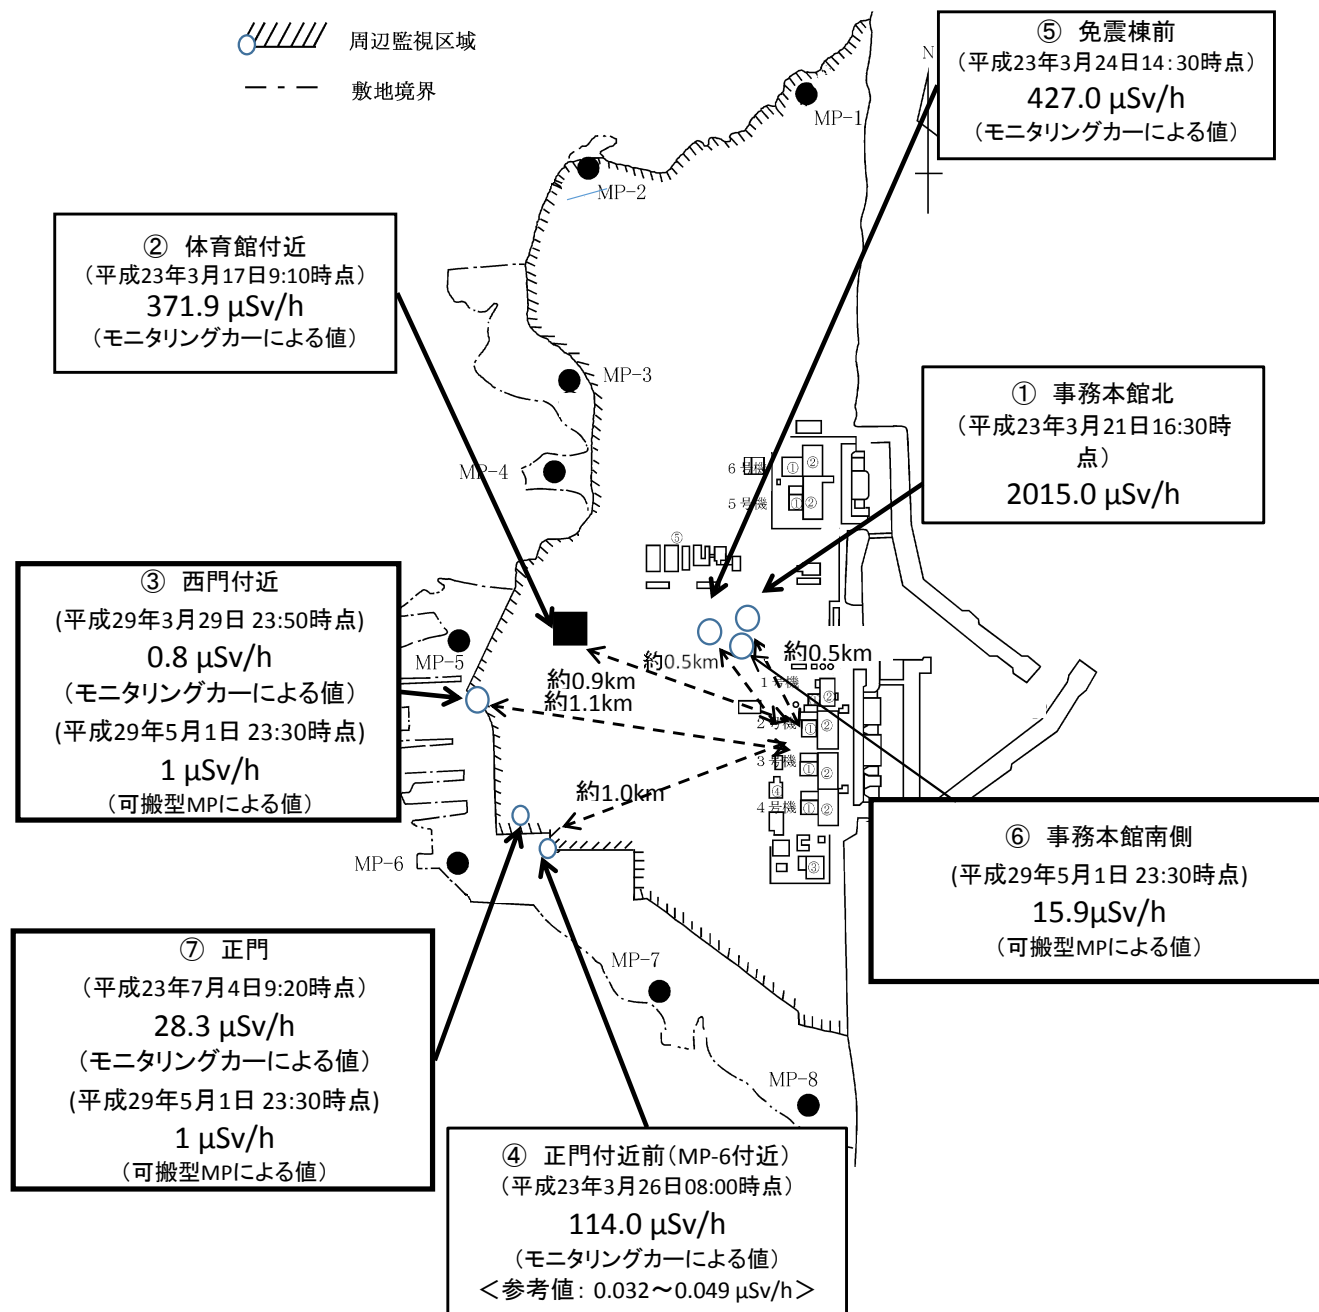 周辺監視区域
敷地境界
⑤ 免震棟前
(平成23年3月24日14:30時点)
427.0 µSv/h
(モニタリングカーによる値)
N
MP-1
MP-2
② 体育館付近
(平成23年3月17日9:10時点)
371.9 µSv/h
(モニタリングカーによる値)
MP-3
① 事務本館北
(平成23年3月21日16:30時
点)
2015.0 µSv/h
MP-4
6号機
① ②
5号機
① ②
⑤
③ 西門付近
(平成29年3月29日 23:50時点)
0.8 µSv/h
(モニタリングカーによる値)
(平成29年5月1日 23:30時点)
1 µSv/h
(可搬型MPによる値)
MP-5
約0.5km
約0.5km
約0.9km
約1.1km
1号機
②
2号機
① ②
3号機
① ②
約1.0km
④
4号機
① ②
③
MP-6
⑥ 事務本館南側
(平成29年5月1日 23:30時点)
15.9µSv/h
(可搬型MPによる値)
⑦ 正門
(平成23年7月4日9:20時点)
28.3 µSv/h
(モニタリングカーによる値)
(平成29年5月1日 23:30時点)
1 µSv/h
(可搬型MPによる値)
MP-7
MP-8
④ 正門付近前(MP-6付近)
(平成23年3月26日08:00時点)
114.0 µSv/h
(モニタリングカーによる値)
＜参考値: 0.032～0.049 µSv/h＞